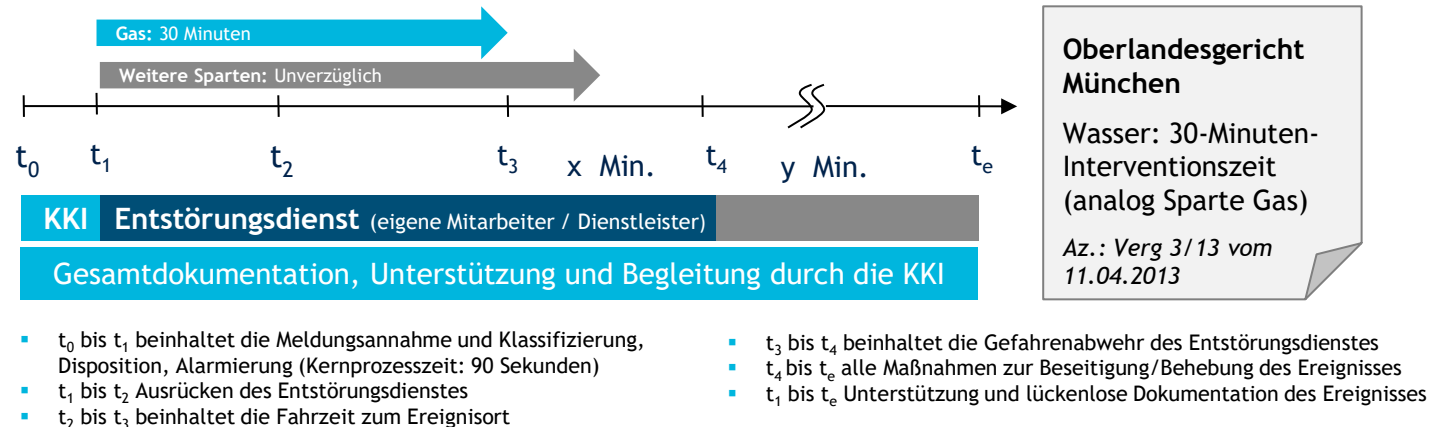 Gas: 30 Minuten
Weitere Sparten: Unverzüglich
t₀ t₁ t₂ t₃ x Min. t₄ y Min. tₑ
KKI Entstörungsdienst (eigene Mitarbeiter / Dienstleister)
Gesamtdokumentation, Unterstützung und Begleitung durch die KKI
Oberlandesgericht
München
Wasser: 30-Minuten-
Interventionszeit
(analog Sparte Gas)
Az.: Verg 3/13 vom
11.04.2013
▪ t₀ bis t₁ beinhaltet die Meldungsannahme und Klassifizierung,
Disposition, Alarmierung (Kernprozesszeit: 90 Sekunden)
▪ t₁ bis t₂ Ausrücken des Entstörungsdienstes
▪ t₂ bis t₃ beinhaltet die Fahrzeit zum Ereignisort
▪ t₃ bis t₄ beinhaltet die Gefahrenabwehr des Entstörungsdienstes
▪ t₄ bis tₑ alle Maßnahmen zur Beseitigung/Behebung des Ereignisses
▪ t₁ bis tₑ Unterstützung und lückenlose Dokumentation des Ereignisses